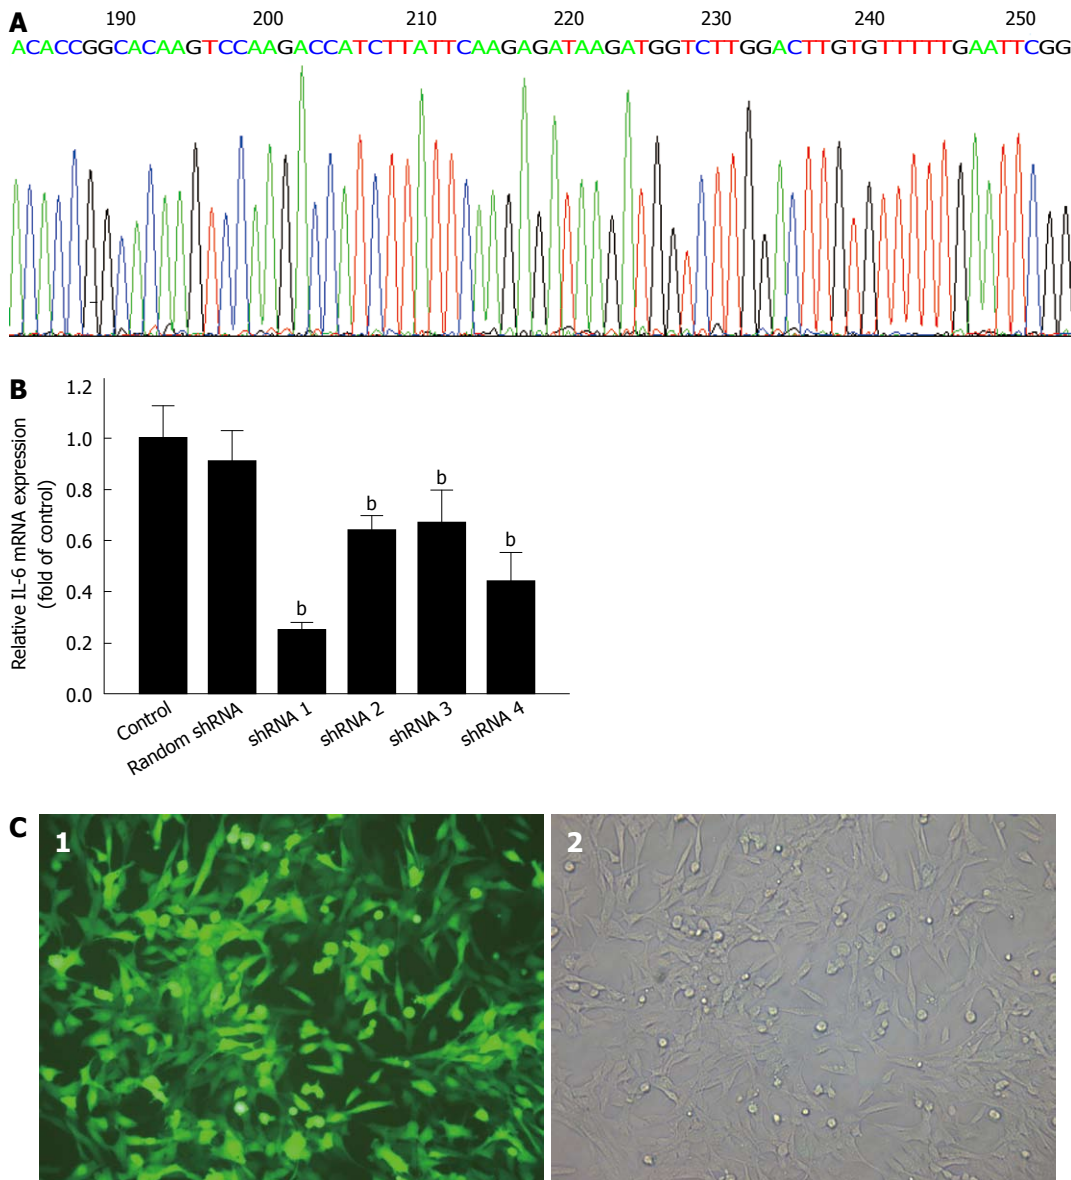 A
190 200 210 220 230 240 250
ACACCGGCACAAGTCCAAGACCATCTTATTCAAGAGATAAGATGGTCTTGGACTTGTGTTTTTGAATTCGG
B
Relative IL-6 mRNA expression
(fold of control)
1.2
1.0
0.8
0.6
0.4
0.2
0.0
b
b
b
b
Control
Random shRNA
shRNA 1
shRNA 2
shRNA 3
shRNA 4
C
1
2